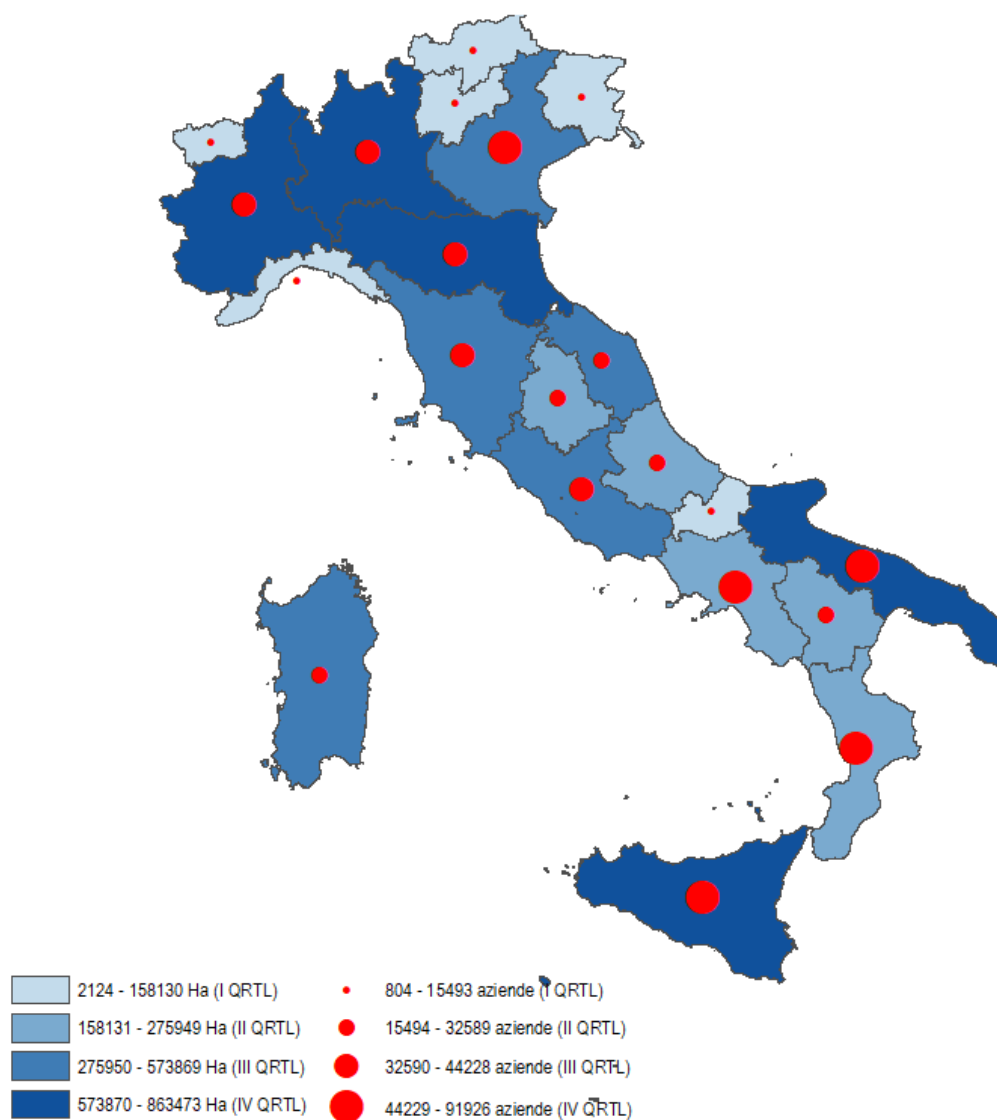 2124 - 158130 Ha (I QRTL)
158131 - 275949 Ha (II QRTL)
275950 - 573869 Ha (III QRTL)
573870 - 863473 Ha (IV QRTL)
804 - 15493 aziende (I QRTL)
15494 - 32589 aziende (II QRTL)
32590 - 44228 aziende (III QRTL)
44229 - 91926 aziende (IV QRTL)